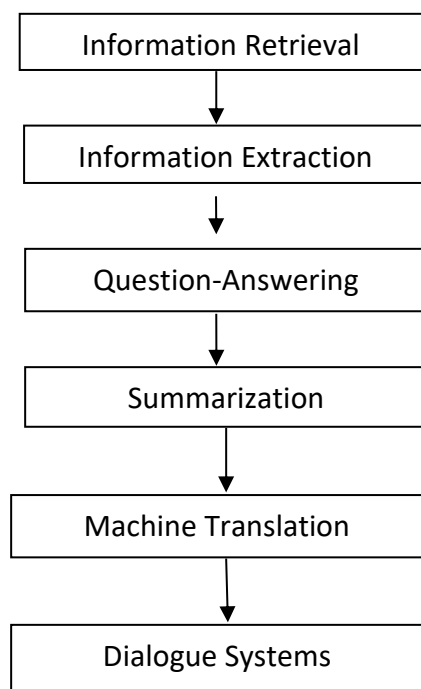 Information Retrieval
Information Extraction
Question-Answering
Summarization
Machine Translation
Dialogue Systems